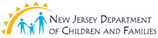 New Jersey Department
of Children and Families